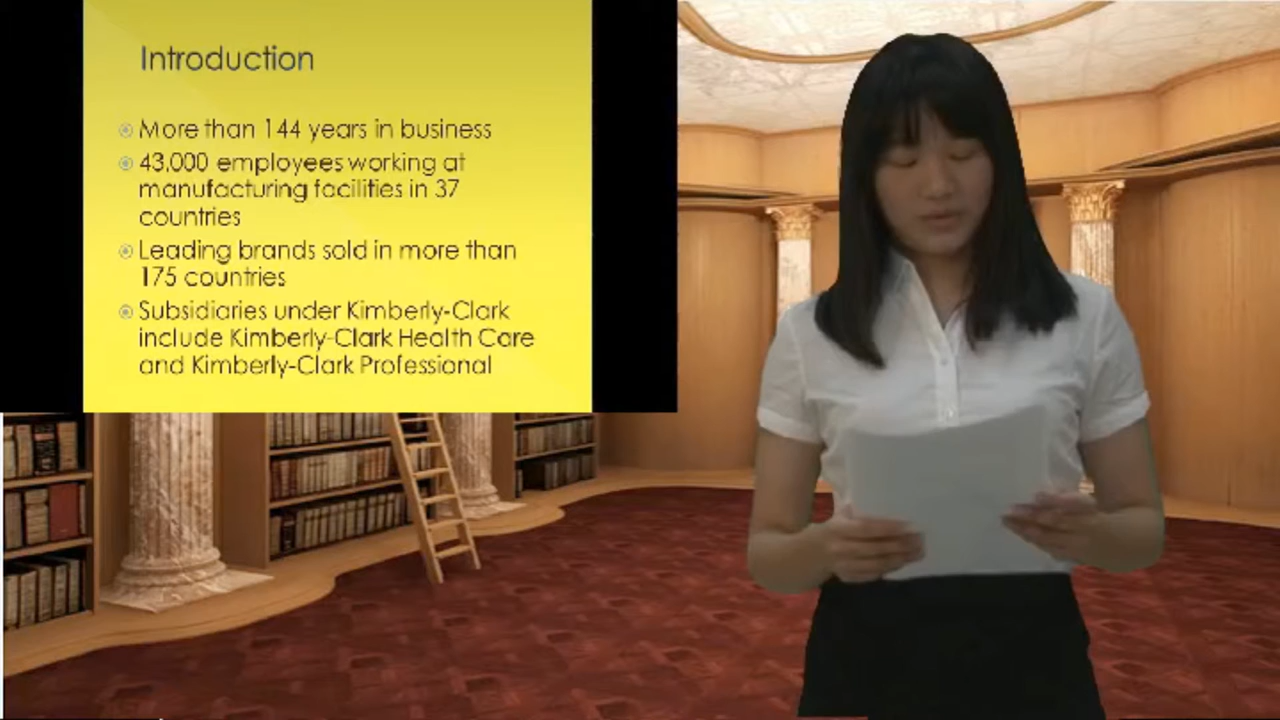 Introduction
More than 144 years in business
43,000 employees working at
manufacturing facilities in 37
countries
Leading brands sold in more than
175 countries
Subsidiaries under Kimberly-Clark
include Kimberly-Clark Health Care
and Kimberly-Clark Professional